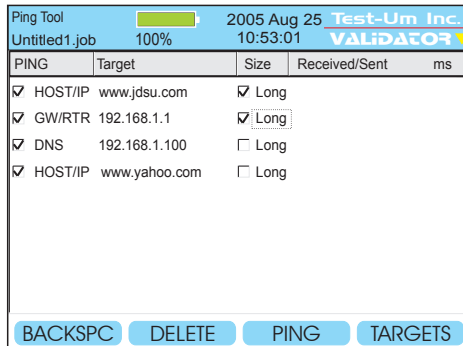 Ping Tool 2005 Aug 25 Test-Um Inc.
Untitled1.job 100% 10:53:01 VALiDATOR
PING Target Size Received/Sent ms
HOST/IP www.jdsu.com Long
GW/RTR 192.168.1.1 Long
DNS 192.168.1.100 Long
HOST/IP www.yahoo.com Long
BACKSPC DELETE PING TARGETS